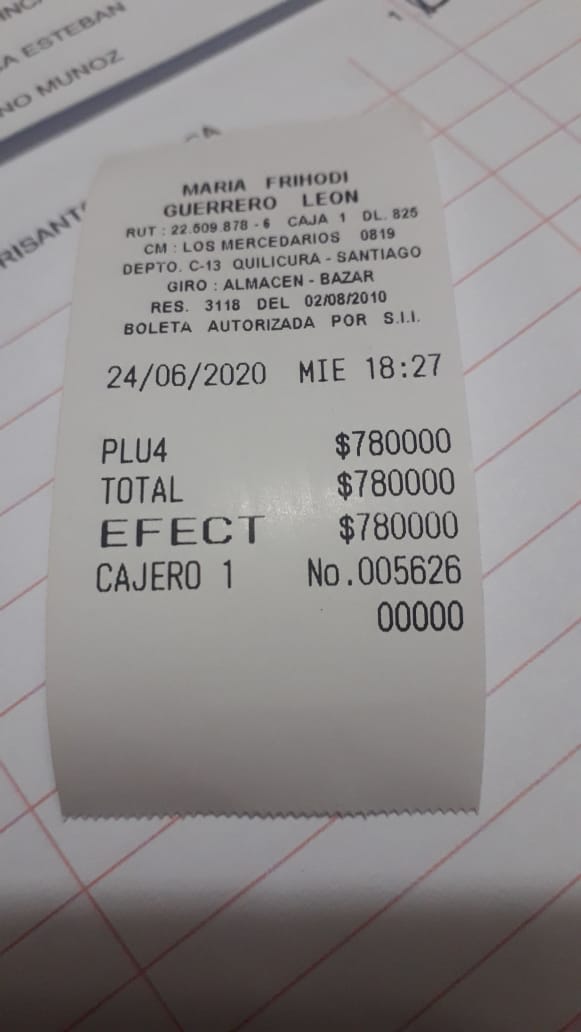 A ESTEBAN
NO MUNOZ
RISANT
MARIA FRIHODI
GUERRERO LEON
RUT : 22.509.878 - 6 CAJA 1 DL. 825
CM : LOS MERCEDARIOS 0819
DEPTO. C-13 QUILICURA - SANTIAGO
GIRO : ALMACEN - BAZAR
RES. 3118 DEL 02/08/2010
BOLETA AUTORIZADA POR S.I.I.
24/06/2020 MIE 18:27
PLU4 $780000
TOTAL $780000
EFECT $780000
CAJERO 1 No.005626
00000